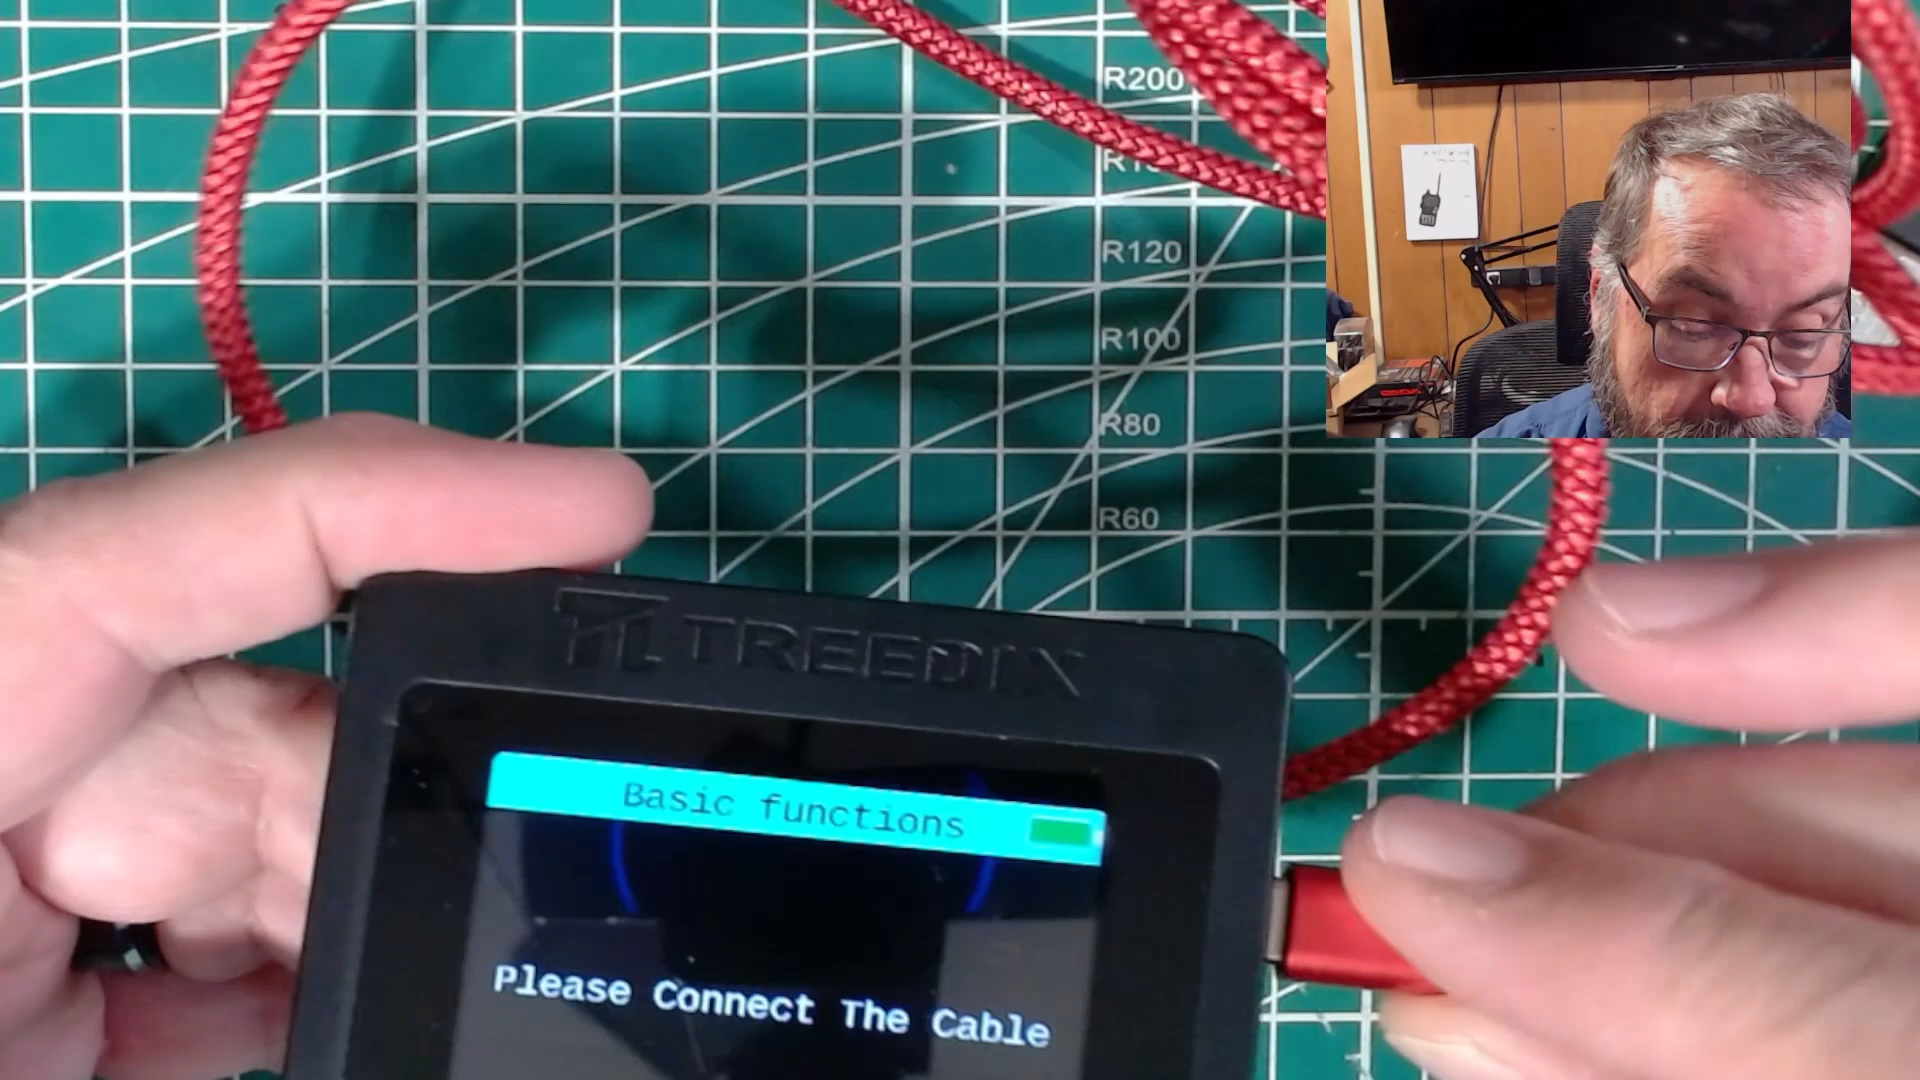 R200
R120
R100
R80
R60
TREEDIX
Basic functions
Please Connect The Cable